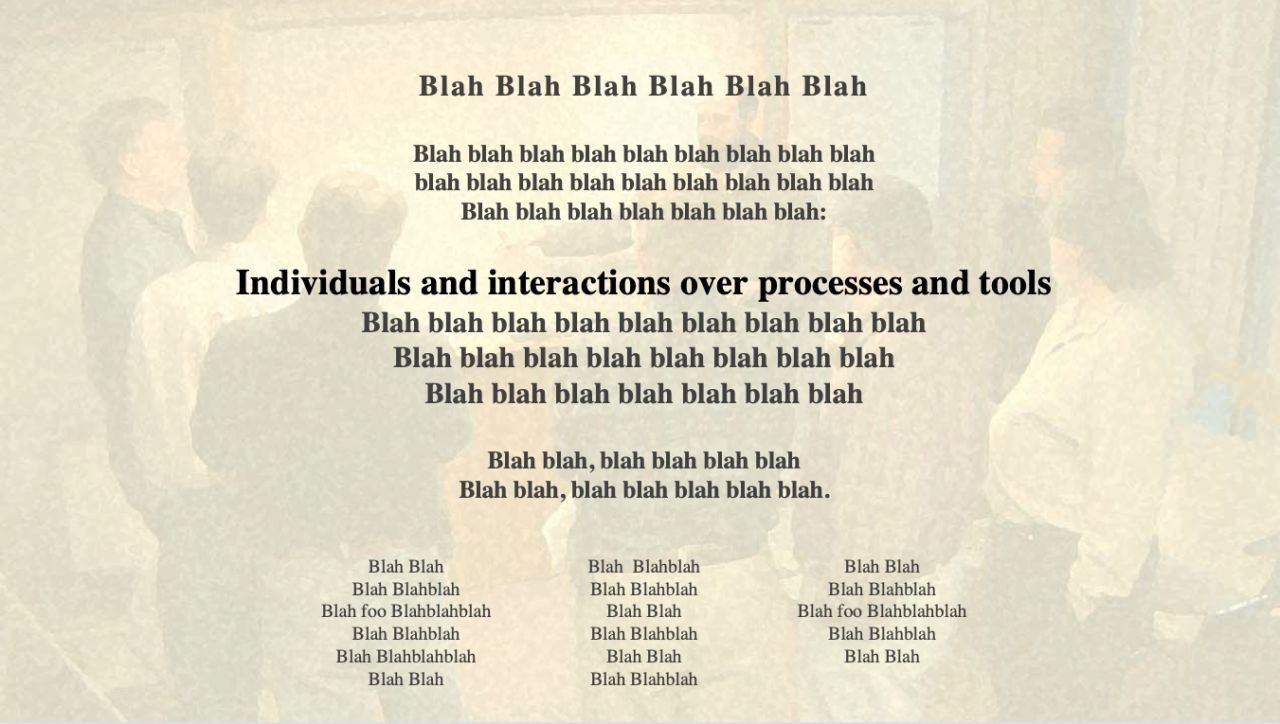 Blah Blah Blah Blah Blah Blah
Blah blah blah blah blah blah blah blah blah
blah blah blah blah blah blah blah blah blah
Blah blah blah blah blah blah blah:
Individuals and interactions over processes and tools
Blah blah blah blah blah blah blah blah blah
Blah blah blah blah blah blah blah blah
Blah blah blah blah blah blah blah
Blah blah, blah blah blah blah
Blah blah, blah blah blah blah blah.
Blah Blah
Blah Blahblah
Blah foo Blahblahblah
Blah Blahblah
Blah Blahblahblah
Blah Blah
Blah  Blahblah
Blah Blahblah
Blah Blah
Blah Blahblah
Blah Blah
Blah Blahblah
Blah Blah
Blah Blahblah
Blah foo Blahblahblah
Blah Blahblah
Blah Blah